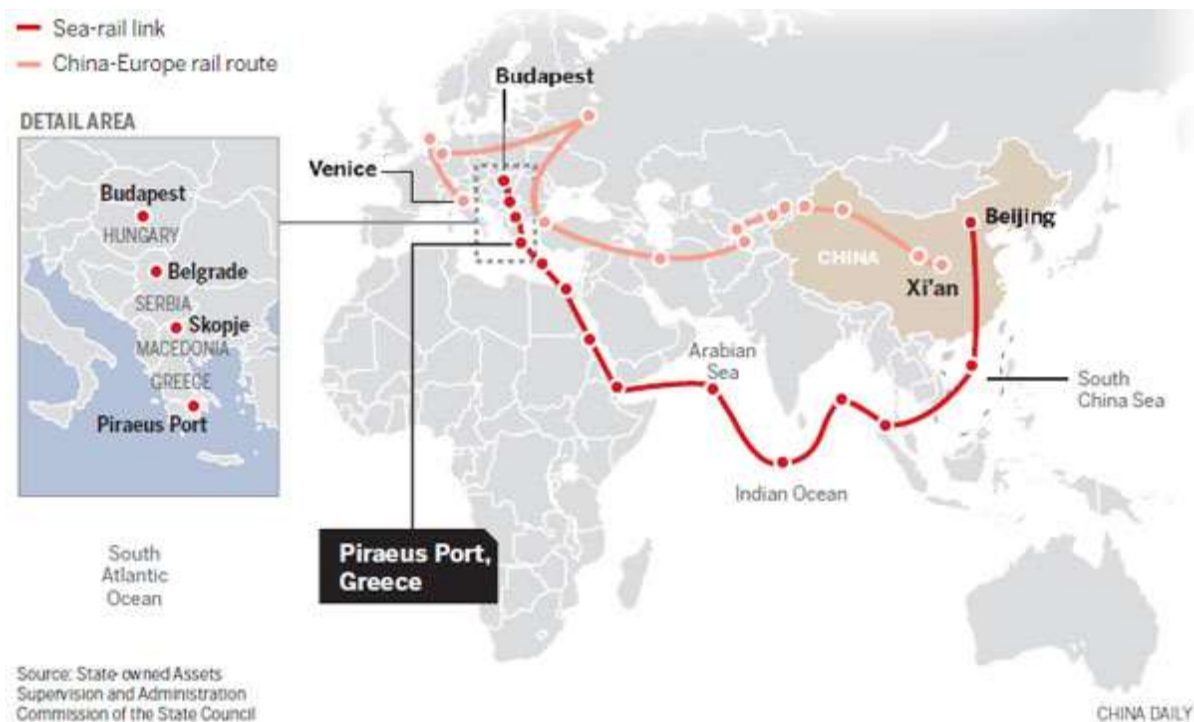 Sea-rail link
China-Europe rail route
DETAIL AREA
Budapest
HUNGARY
Belgrade
SERBIA
Skopje
MACEDONIA
GREECE
Piraeus Port
Budapest
Venice
Beijing
CHINA
Xi'an
Arabian
Sea
South
China Sea
Indian Ocean
Piraeus Port,
Greece
South
Atlantic
Ocean
Source: State-owned Assets
Supervision and Administration
Commission of the State Council
CHINA DAILY